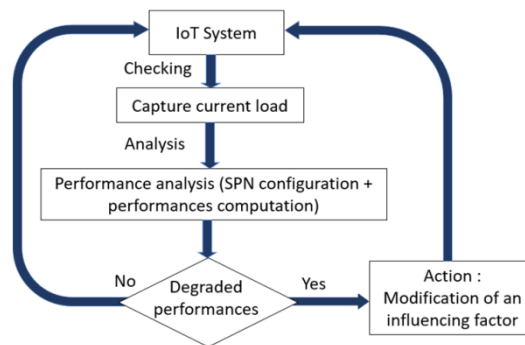 IoT System
Checking
Capture current load
Analysis
Performance analysis (SPN configuration +
performances computation)
No
Degraded
performances
Yes
Action :
Modification of an
influencing factor